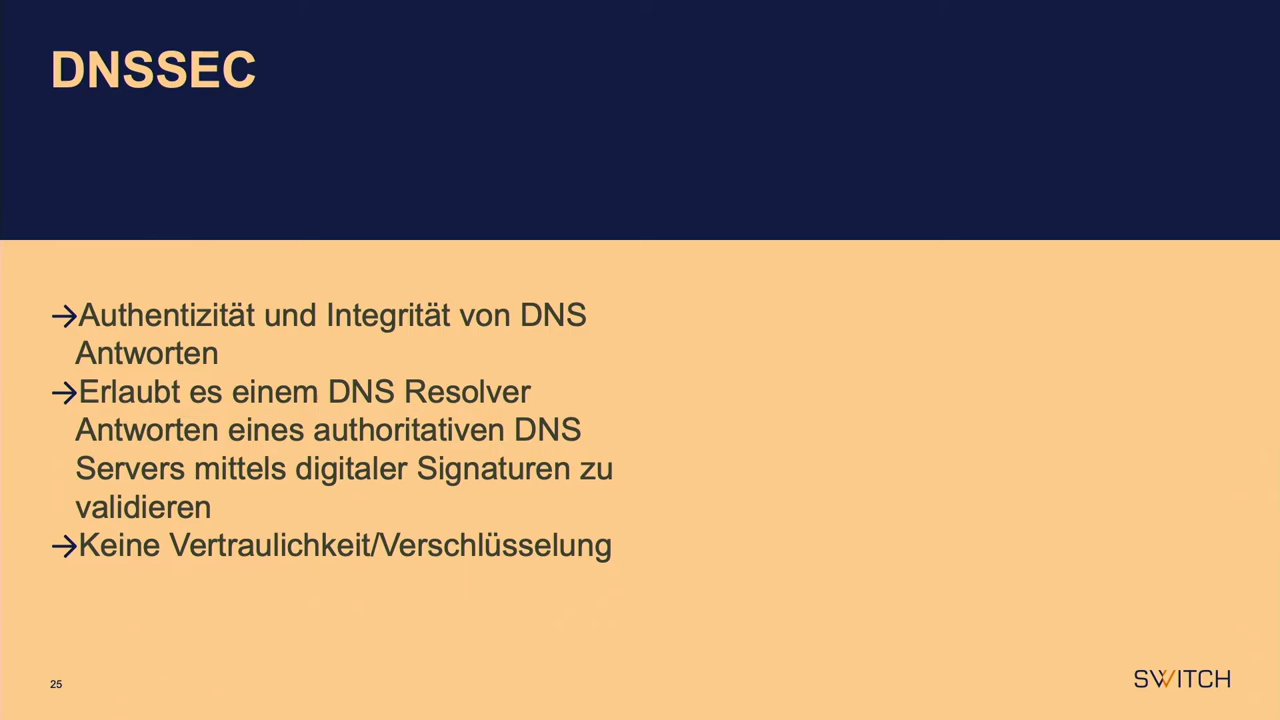 DNSSEC
→Authentizität und Integrität von DNS
Antworten
→Erlaubt es einem DNS Resolver
Antworten eines authoritativen DNS
Servers mittels digitaler Signaturen zu
validieren
→Keine Vertraulichkeit/Verschlüsselung
25
SWITCH